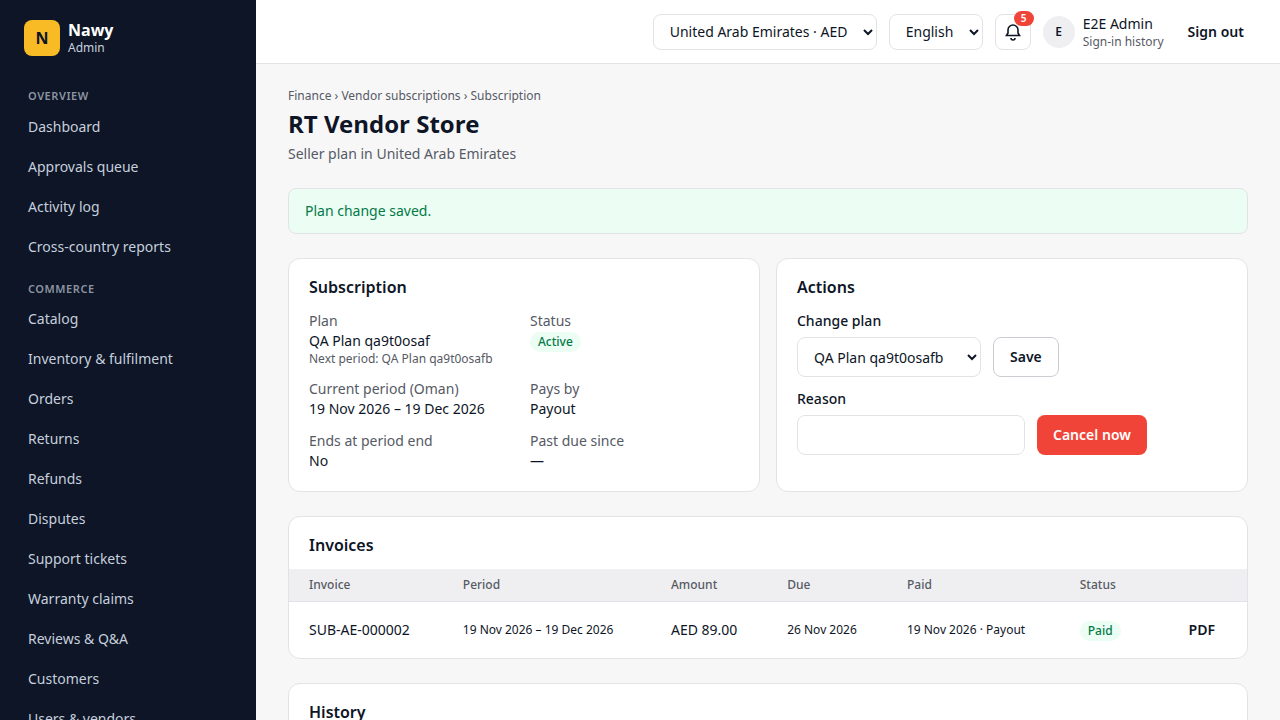 N
Nawy
Admin
OVERVIEW
Dashboard
Approvals queue
Activity log
Cross-country reports
COMMERCE
Catalog
Inventory & fulfilment
Orders
Returns
Refunds
Disputes
Support tickets
Warranty claims
Reviews & Q&A
Customers
Users & vendors
United Arab Emirates · AED
English
5
E
E2E Admin
Sign-in history
Sign out
Finance › Vendor subscriptions › Subscription
RT Vendor Store
Seller plan in United Arab Emirates
Plan change saved.
Subscription
Plan
QA Plan qa9t0osaf
Next period: QA Plan qa9t0osafb
Status
Active
Current period (Oman)
19 Nov 2026 – 19 Dec 2026
Pays by
Payout
Ends at period end
No
Past due since
—
Actions
Change plan
QA Plan qa9t0osafb
Save
Reason
Cancel now
Invoices
Invoice Period Amount Due Paid Status
SUB-AE-000002 19 Nov 2026 – 19 Dec 2026 AED 89.00 26 Nov 2026 19 Nov 2026 · Payout Paid PDF
History